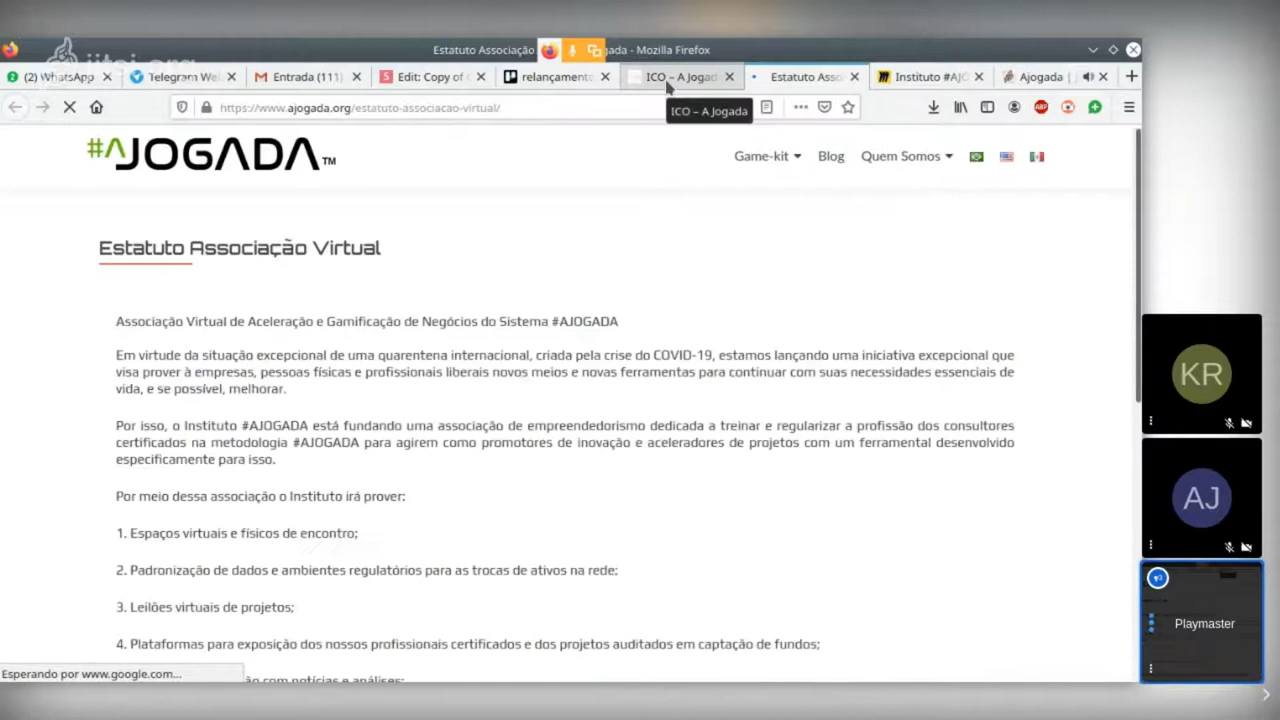 jitsi.org
Estatuto Associação
gada - Mozilla Firefox
(2) WhatsApp
Telegram We
Entrada (111)
Edit: Copy of
relançament
ICO – A Jogad
Estatuto Asso
Instituto #AJO
Ajogada |
https://www.ajogada.org/estatuto-associacao-virtual/
ABP
ICO – A Jogada
#AJOGADA™
Game-kit
Blog
Quem Somos
Estatuto Associação Virtual
Associação Virtual de Aceleração e Gamificação de Negócios do Sistema #AJOGADA
Em virtude da situação excepcional de uma quarentena internacional, criada pela crise do COVID-19, estamos lançando uma iniciativa excepcional que
visa prover à empresas, pessoas físicas e profissionais liberais novos meios e novas ferramentas para continuar com suas necessidades essenciais de
vida, e se possível, melhorar.
Por isso, o Instituto #AJOGADA está fundando uma associação de empreendedorismo dedicada a treinar e regularizar a profissão dos consultores
certificados na metodologia #AJOGADA para agirem como promotores de inovação e aceleradores de projetos com um ferramental desenvolvido
especificamente para isso.
Por meio dessa associação o Instituto irá prover:
1. Espaços virtuais e físicos de encontro;
2. Padronização de dados e ambientes regulatórios para as trocas de ativos na rede;
3. Leilões virtuais de projetos;
4. Plataformas para exposição dos nossos profissionais certificados e dos projetos auditados em captação de fundos;
Esperando por www.google.com...
ão com notícias e análises;
KR
AJ
Playmaster